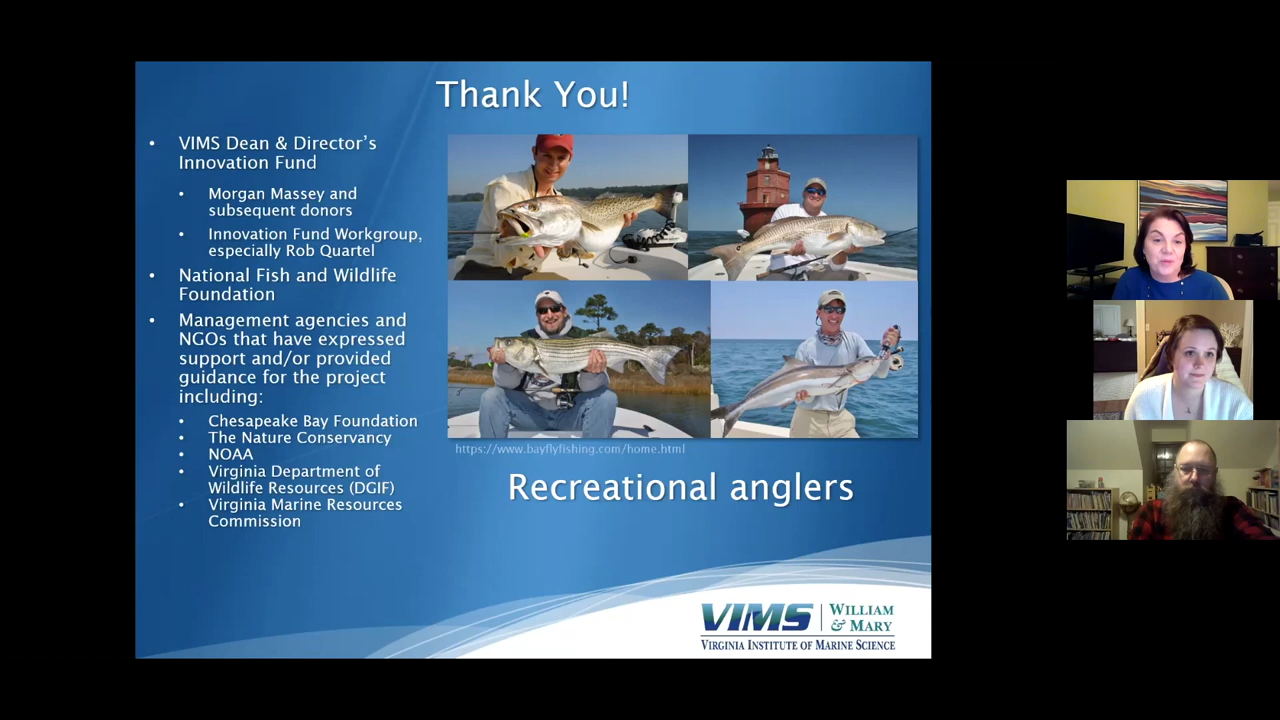 Thank You!
VIMS Dean & Director's
Innovation Fund
Morgan Massey and
subsequent donors
Innovation Fund Workgroup,
especially Rob Quartel
National Fish and Wildlife
Foundation
Management agencies and
NGOs that have expressed
support and/or provided
guidance for the project
including:
Chesapeake Bay Foundation
The Nature Conservancy
NOAA
Virginia Department of
Wildlife Resources (DGIF)
Virginia Marine Resources
Commission
https://www.bayflyfishing.com/home.html
Recreational anglers
VIMS
WILLIAM
& MARY
VIRGINIA INSTITUTE OF MARINE SCIENCE